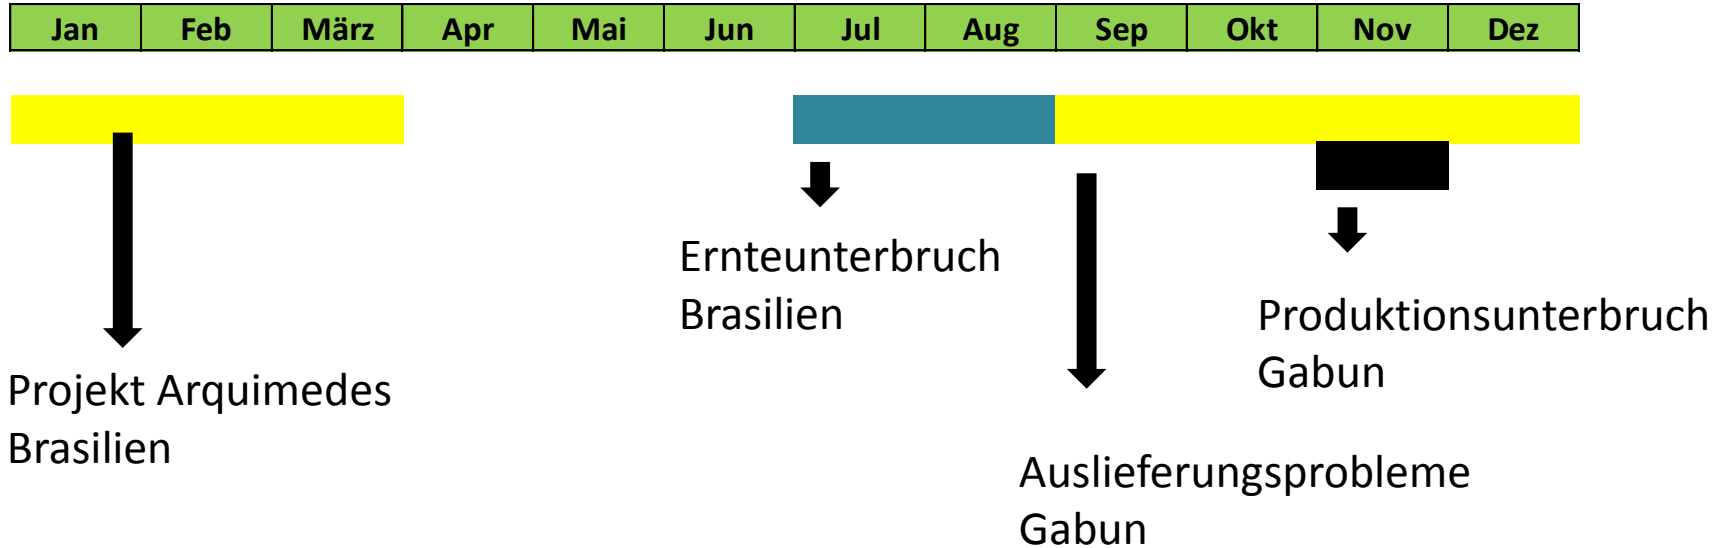 Jan Feb März Apr Mai Jun Jul Aug Sep Okt Nov Dez
Ernteunterbruch
Brasilien
Produktionsunterbruch
Gabun
Projekt Arquimedes
Brasilien
Auslieferungsprobleme
Gabun